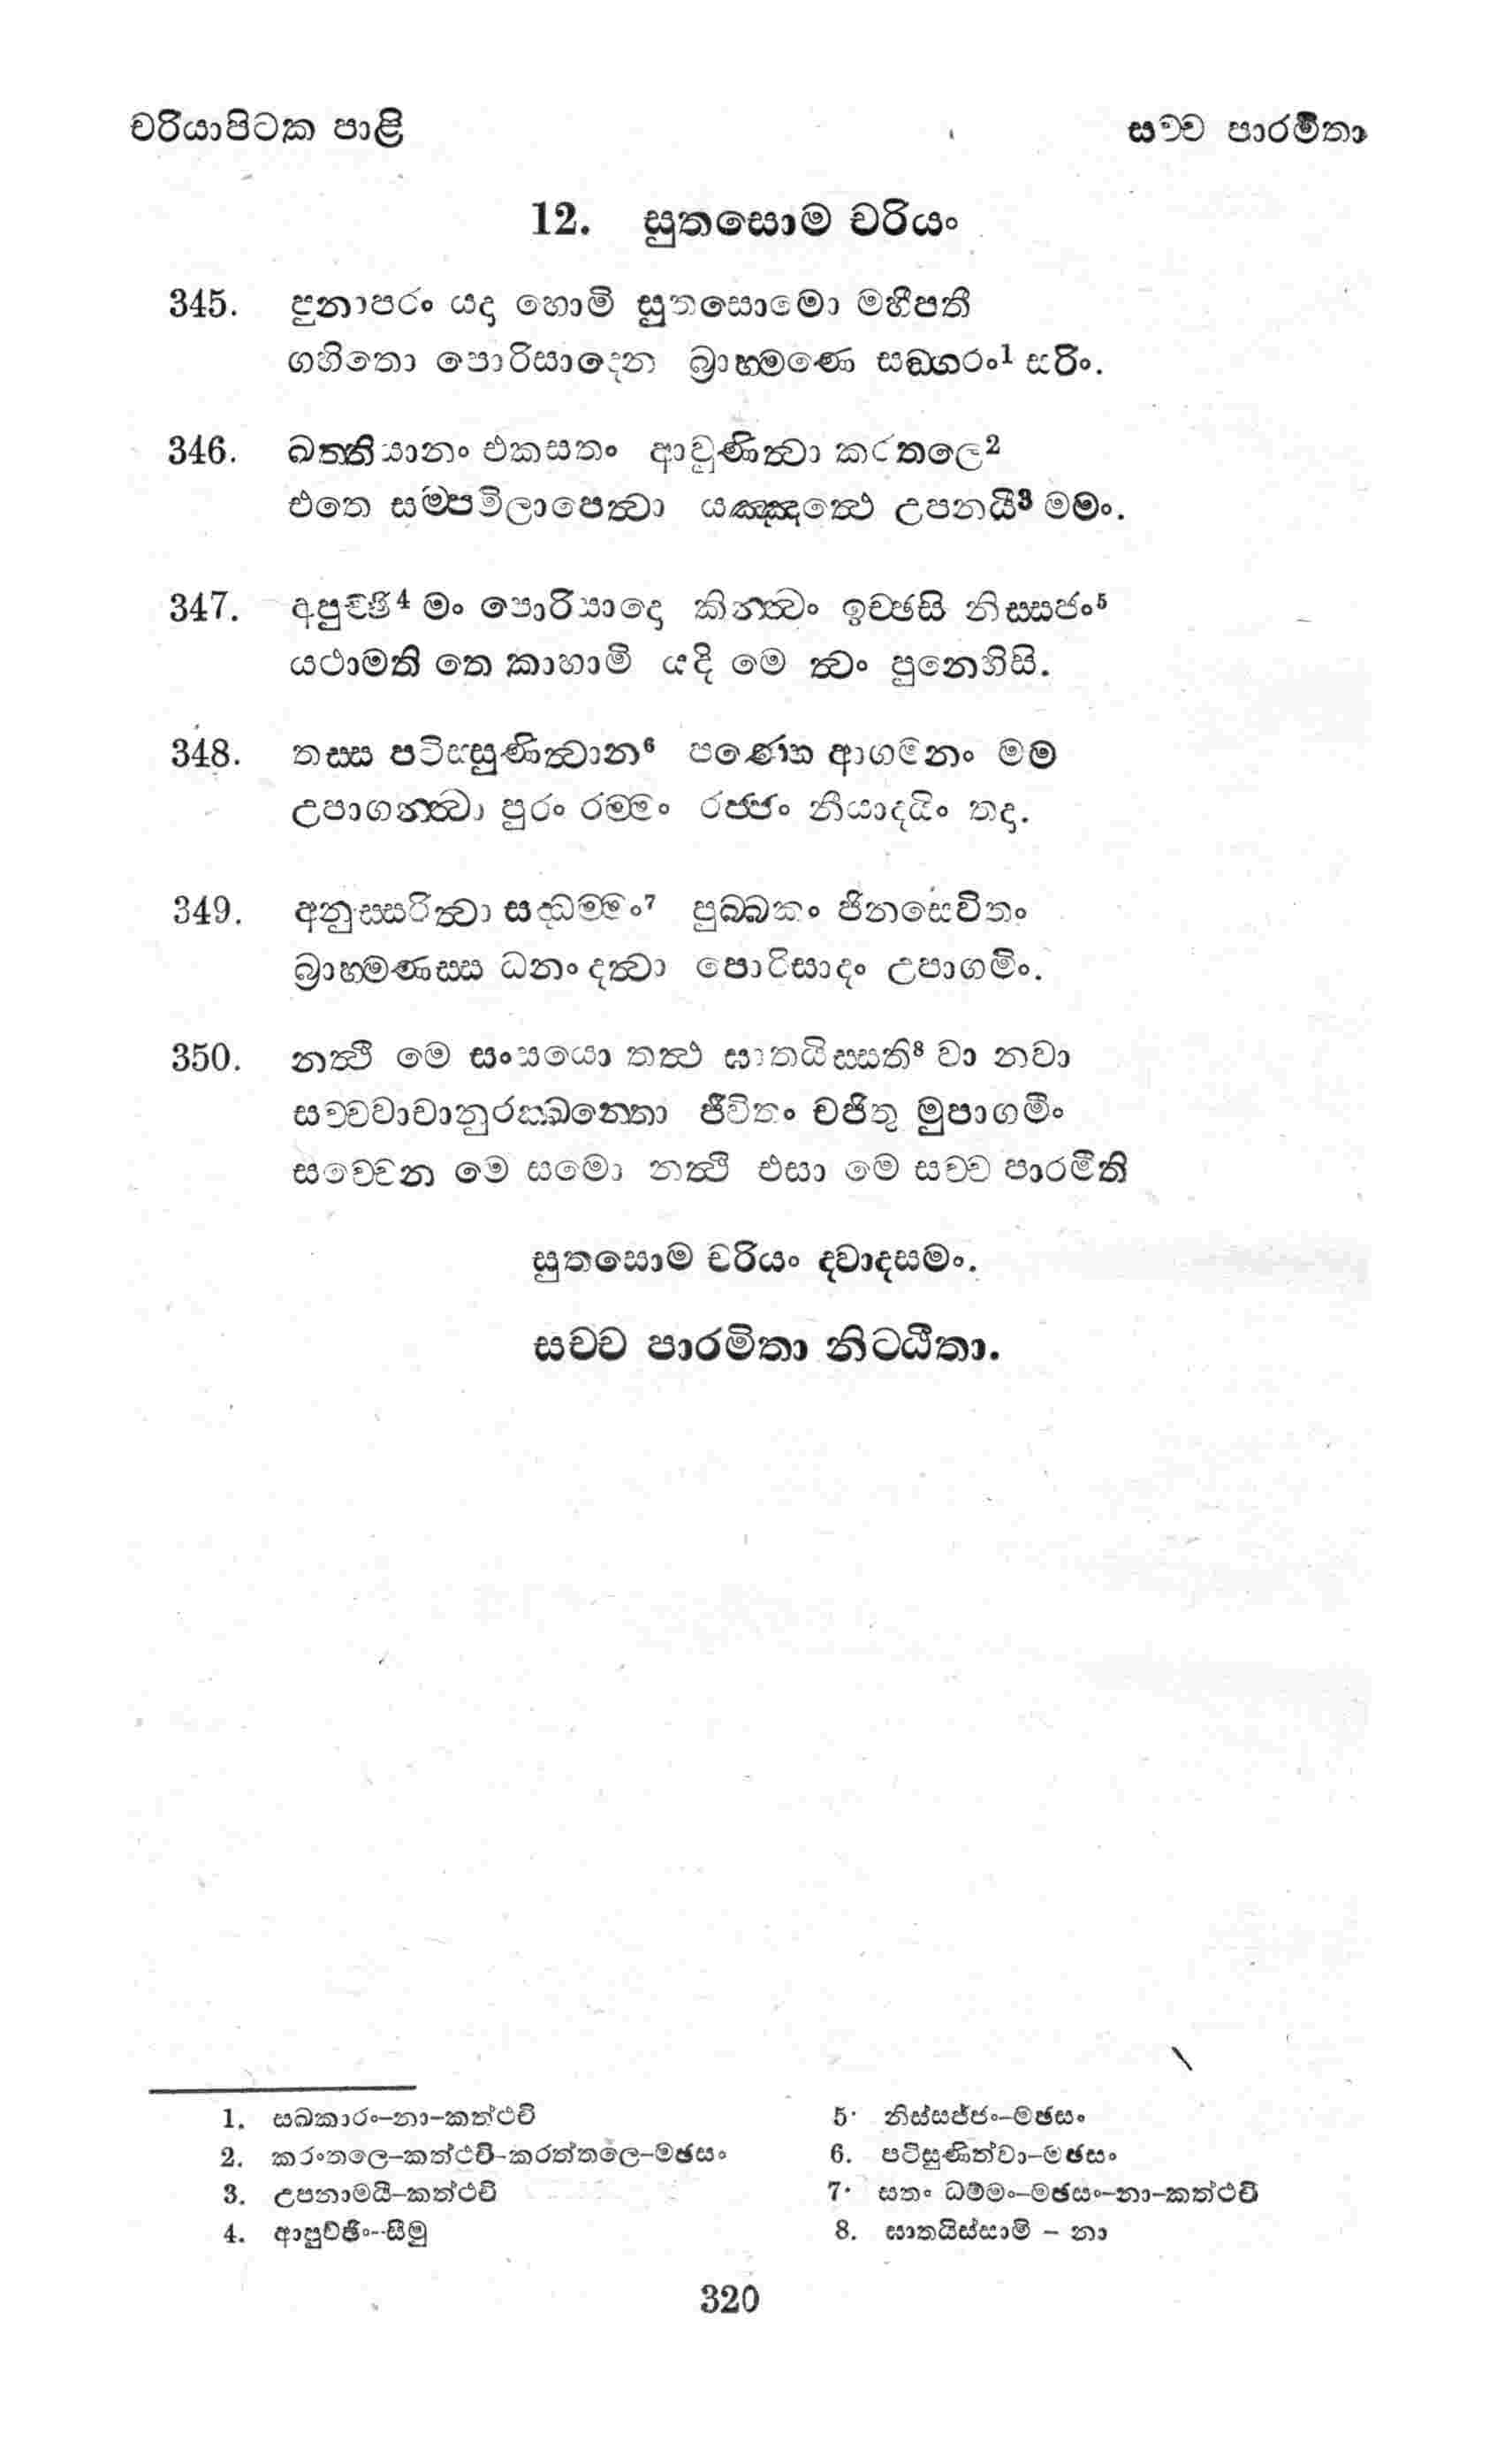 චරියාපිටක පාළි
සච්ච පාරමිතා
12. සුතසොම චරියං
345. පුනාපරං යදා හොමි සුතසොමො මහීපතී
ගහිතො පොරිසාදෙන බ්‍රාහ්මණෙ සඞ්ගරං¹ සරිං.
346. ඛත්තියානං එකසතං ආවුණිත්වා කරතලෙ²
එතෙ සම්පමිලාපෙත්වා යඤ්ඤත්ථෙ උපනයී³ මමං.
347. අපුච්ඡි⁴ මං පොරිසාදො කින්ත්වං ඉච්ඡසි නිස්සජං⁵
යථාමති තෙ කාහාමි යදි මෙ ත්වං පුනෙහිසි.
348. තස්ස පටිස්සුණිත්වාන⁶ පණ්හෙ ආගමනං මම
උපාගන්ත්වා පුරං රම්මං රජ්ජං නීයාදයිං තදා.
349. අනුස්සරිත්වා සද්ධම්මං⁷ පුබ්බකං ජිනසෙවිතං
බ්‍රාහ්මණස්ස ධනං දත්වා පොරිසාදං උපාගමිං.
350. නත්ථි මෙ සංසයො තත්ථ ඝාතයිස්සති⁸ වා නවා
සච්චවාචානුරක්ඛන්තො ජීවිතං චජිතු මුපාගමිං
සච්චෙන මෙ සමො නත්ථි එසා මෙ සච්ච පාරමීති
සුතසොම චරියං ද්වාදසමං.
සච්ච පාරමිතා නිට්ඨිතා.
1. සඛකාරං–නා–කත්ථචි
2. කරංතලෙ–කත්ථචි-කරත්තලෙ–මඡසං
3. උපනාමයි–කත්ථචි
4. ආපුච්ඡිං–සීමු
5. නිස්සජ්ජං–මඡසං
6. පටිසුණිත්වා–මඡසං
7. සතං ධම්මං–මඡසං–නා–කත්ථචි
8. ඝාතයිස්සාමි – නා
320